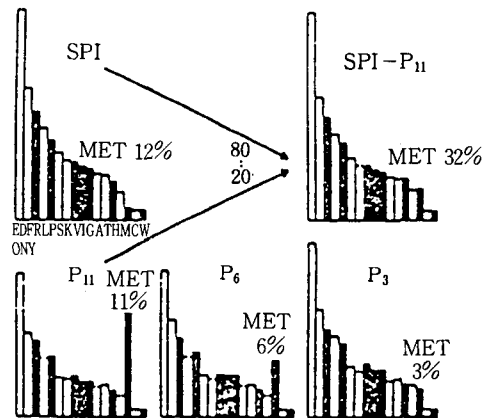 SPI
SPI-P11
MET 12%
80
:
20
MET 32%
EDFRLPSKVIGATHMCW
ONY
P11
MET
11%
P6
MET
6%
P3
MET
3%